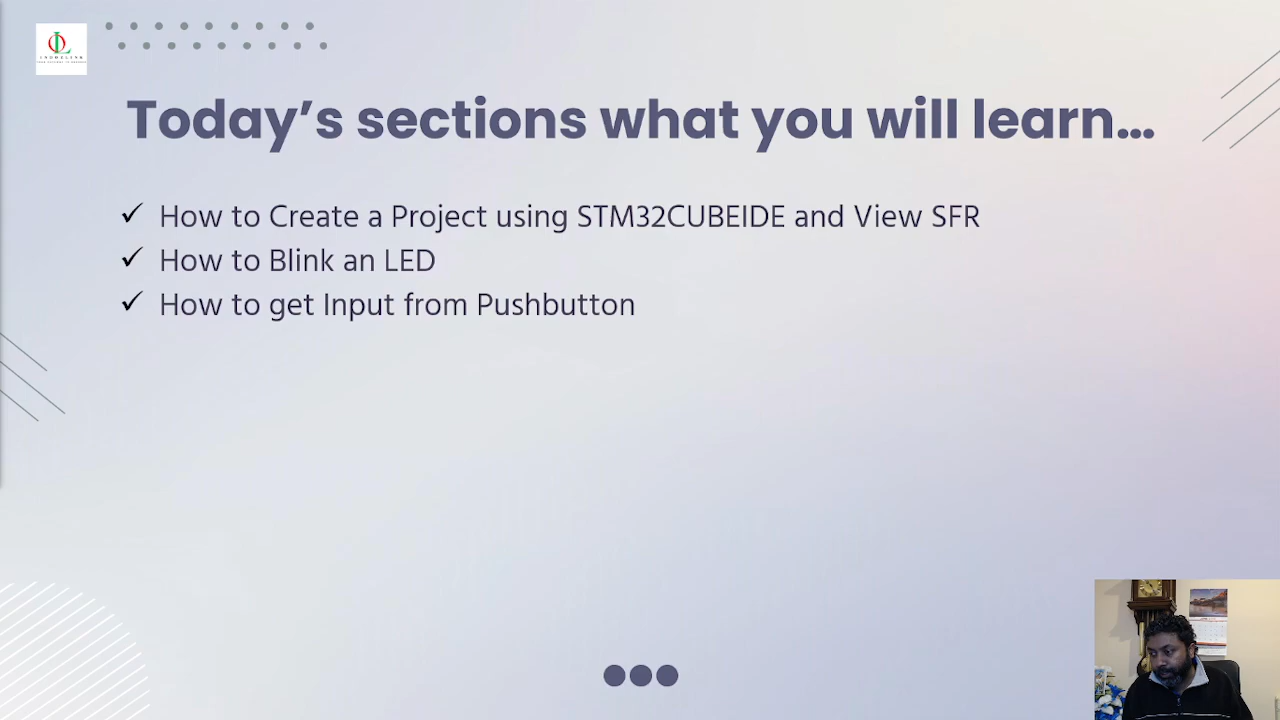 Today’s sections what you will learn...
✓ How to Create a Project using STM32CUBEIDE and View SFR
✓ How to Blink an LED
✓ How to get Input from Pushbutton